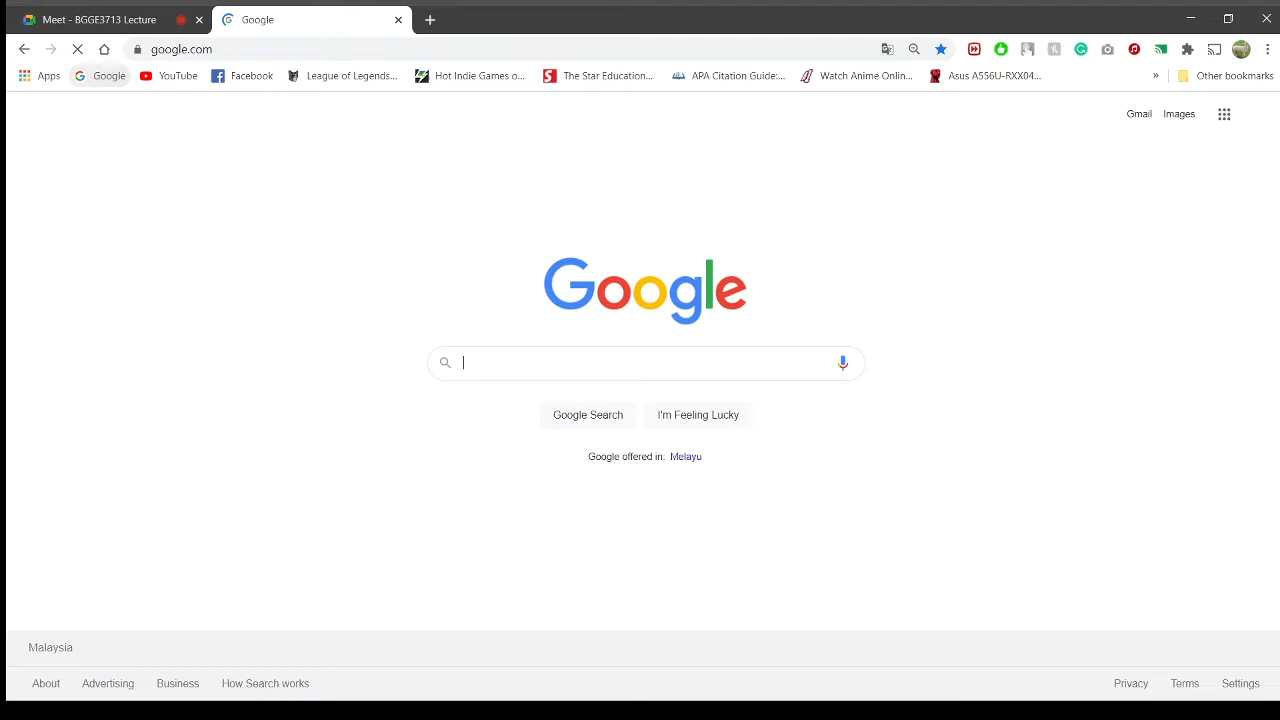 Meet - BGGE3713 Lecture
Google
google.com
Apps Google YouTube Facebook League of Legends... Hot Indie Games o... The Star Education... APA Citation Guide:... Watch Anime Onlin... Asus A556U-RXX04... » Other bookmarks
Gmail Images
Google
Google Search I'm Feeling Lucky
Google offered in: Melayu
Malaysia
About Advertising Business How Search works Privacy Terms Settings